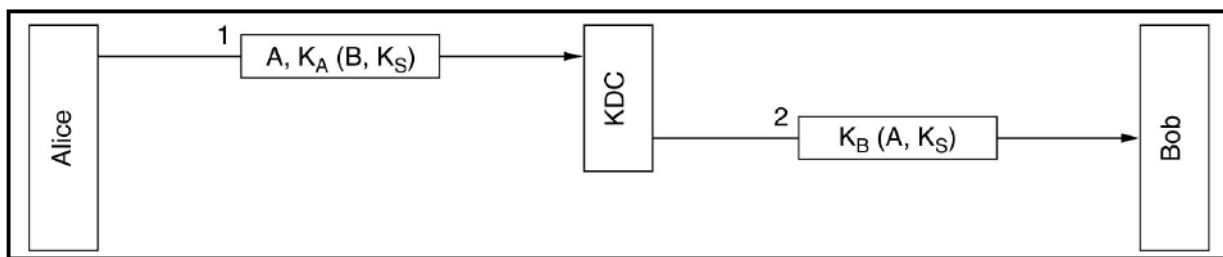 Alice
1
A, K_A (B, K_S)
KDC
2
K_B (A, K_S)
Bob